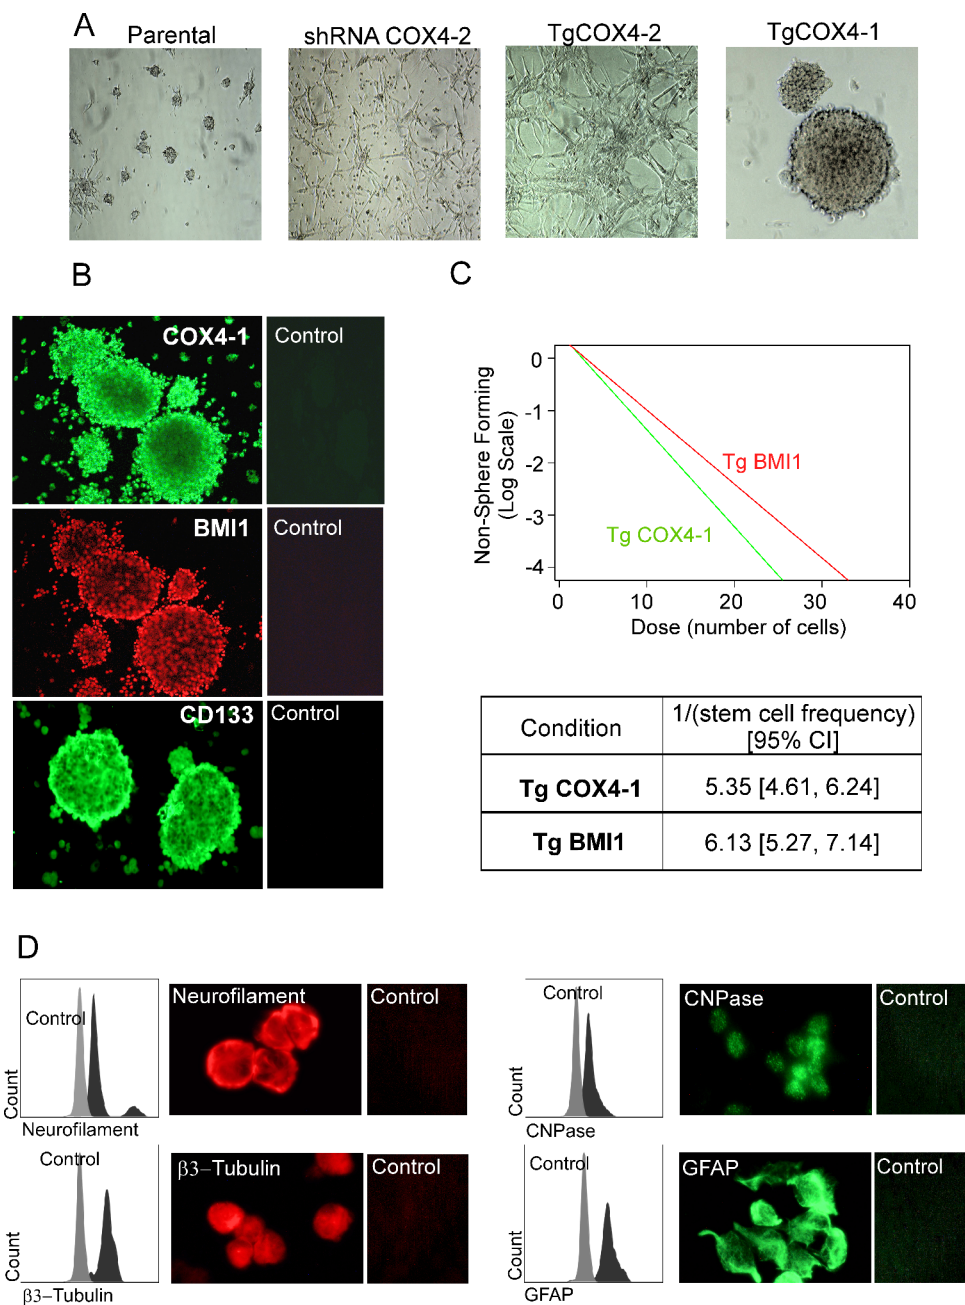 A
Parental
shRNA COX4-2
TgCOX4-2
TgCOX4-1
B
COX4-1
Control
BMI1
Control
CD133
Control
C
Non-Sphere Forming
(Log Scale)
0
-1
-2
-3
-4
Tg BMI1
Tg COX4-1
0
10
20
30
40
Dose (number of cells)
Condition
1/(stem cell frequency)
[95% CI]
Tg COX4-1
5.35 [4.61, 6.24]
Tg BMI1
6.13 [5.27, 7.14]
D
Control
Count
Neurofilament
Neurofilament
Control
Control
Count
CNPase
CNPase
Control
Control
Count
β3-Tubulin
β3-Tubulin
Control
Control
Count
GFAP
GFAP
Control